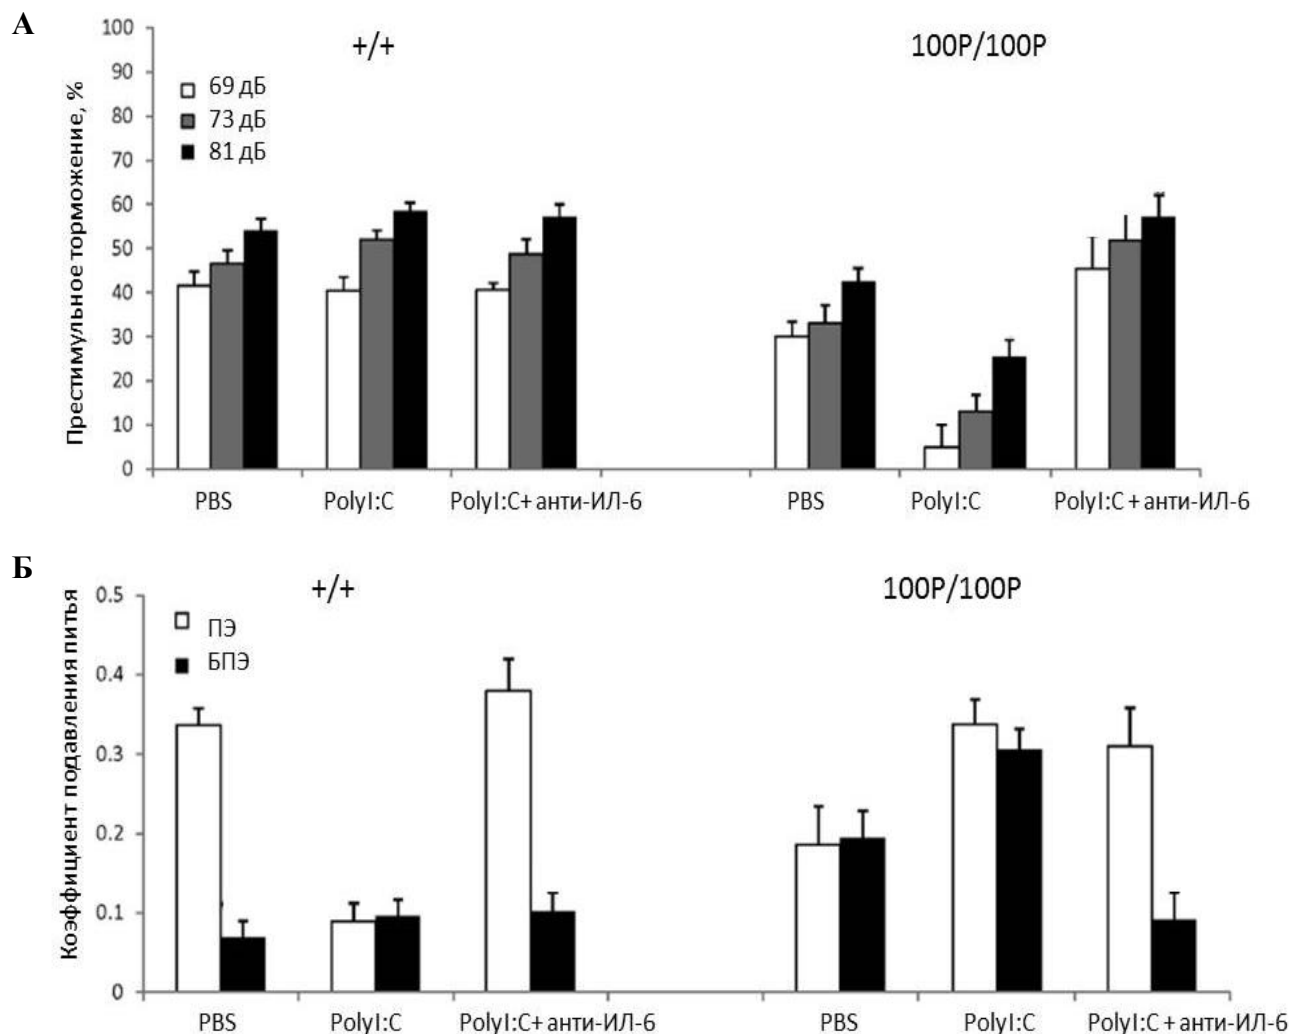 А
Престимульное торможение, %
100
90
80
70
60
50
40
30
20
10
0
+/+
100P/100P
69 дБ
73 дБ
81 дБ
PBS
PolyI:C
PolyI:C+анти-ИЛ-6
PBS
PolyI:C
PolyI:C + анти-ИЛ-6
Б
Коэффициент подавления питья
0.5
0.4
0.3
0.2
0.1
0
+/+
100P/100P
ПЭ
БПЭ
PBS
PolyI:C
PolyI:C+анти-ИЛ-6
PBS
PolyI:C
PolyI:C + анти-ИЛ-6